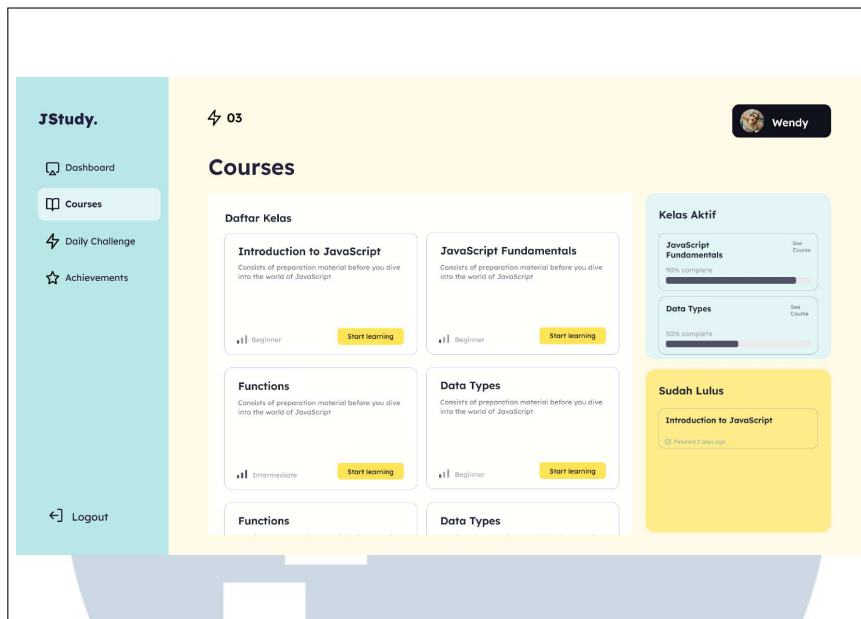 JStudy.
Dashboard
Courses
Daily Challenge
Achievements
Logout
03
Wendy
Courses
Daftar Kelas
Introduction to JavaScript
Consists of preparation material before you dive
into the world of JavaScript
Beginner
Start learning
JavaScript Fundamentals
Consists of preparation material before you dive
into the world of JavaScript
Beginner
Start learning
Functions
Consists of preparation material before you dive
into the world of JavaScript
Intermediate
Start learning
Data Types
Consists of preparation material before you dive
into the world of JavaScript
Beginner
Start learning
Functions
Data Types
Kelas Aktif
JavaScript
Fundamentals
See
Course
90% complete
Data Types
See
Course
50% complete
Sudah Lulus
Introduction to JavaScript
Finished 2 days ago